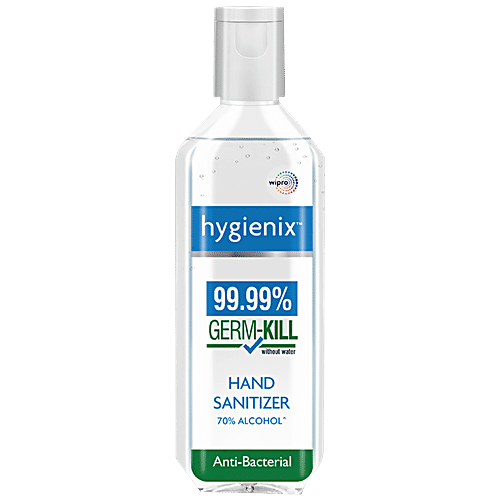 wipro
hygienix™
99.99%
GERM-KILL
without water
HAND
SANITIZER
70% ALCOHOL^
Anti-Bacterial